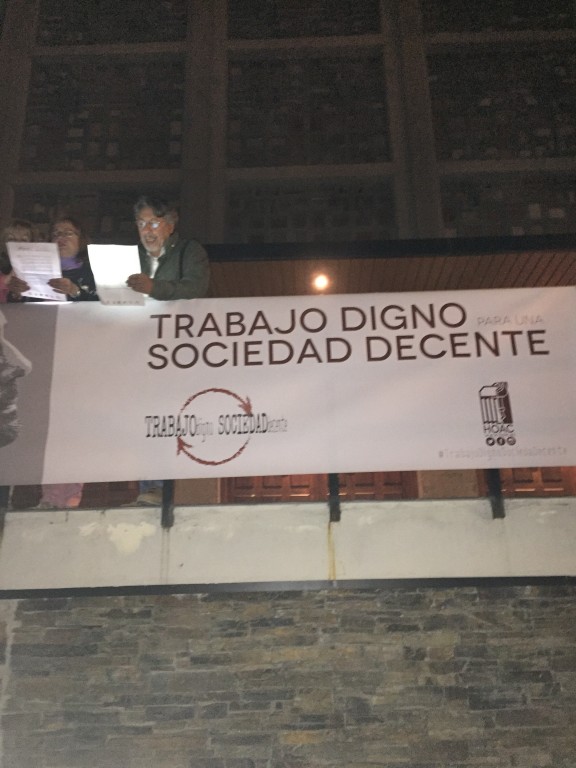 TRABAJO DIGNO PARA UNA
SOCIEDAD DECENTE
TRABAJOdigno SOCIEDADdecente
HOAC
#TrabajoDignoSociedadDecente